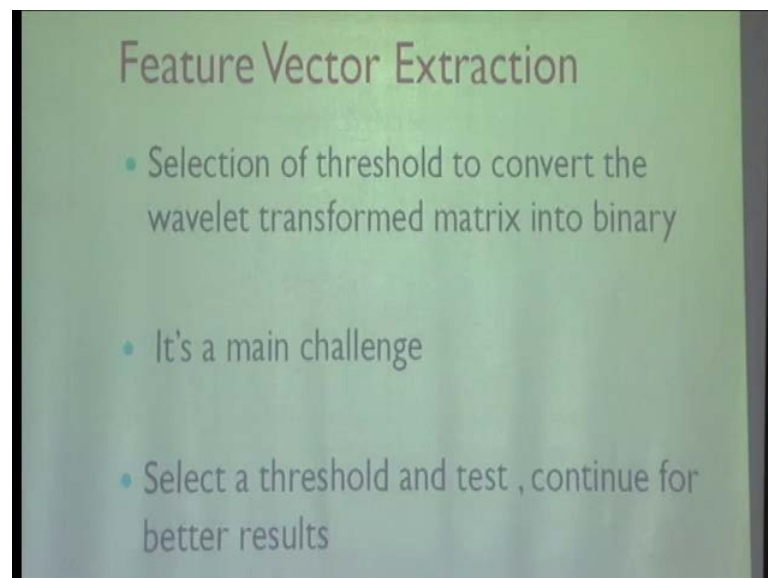 Feature Vector Extraction
• Selection of threshold to convert the
wavelet transformed matrix into binary
• It's a main challenge
• Select a threshold and test , continue for
better results